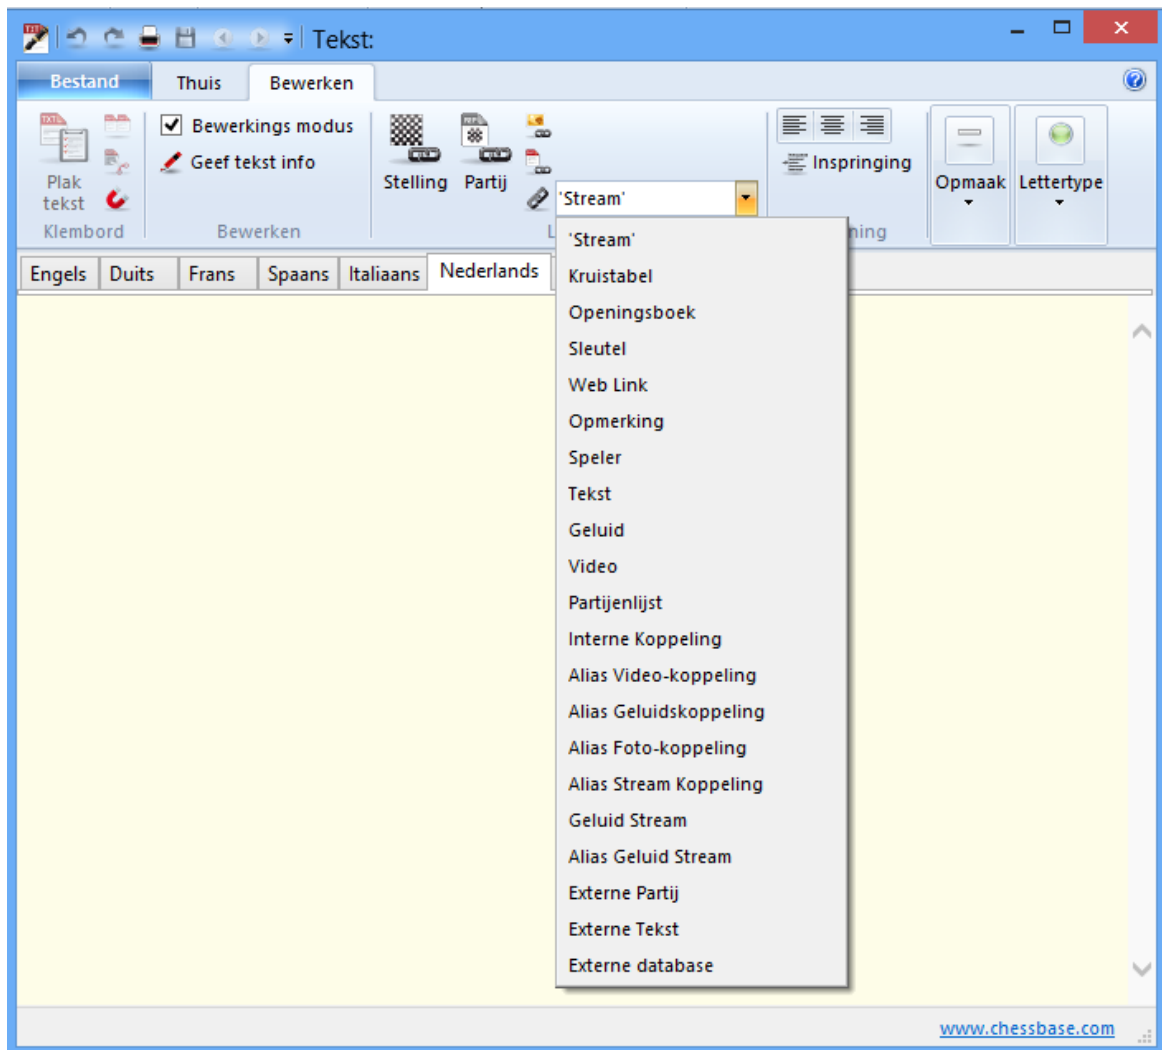 Tekst:
Bestand Thuis Bewerken
Bewerkings modus
Geef tekst info
Plak
tekst
Klembord
Bewerken
Stelling Partij
'Stream'
L
Inspringing
ning
Opmaak Lettertype
Engels Duits Frans Spaans Italiaans Nederlands
'Stream'
Kruistabel
Openingsboek
Sleutel
Web Link
Opmerking
Speler
Tekst
Geluid
Video
Partijenlijst
Interne Koppeling
Alias Video-koppeling
Alias Geluidskoppeling
Alias Foto-koppeling
Alias Stream Koppeling
Geluid Stream
Alias Geluid Stream
Externe Partij
Externe Tekst
Externe database
www.chessbase.com